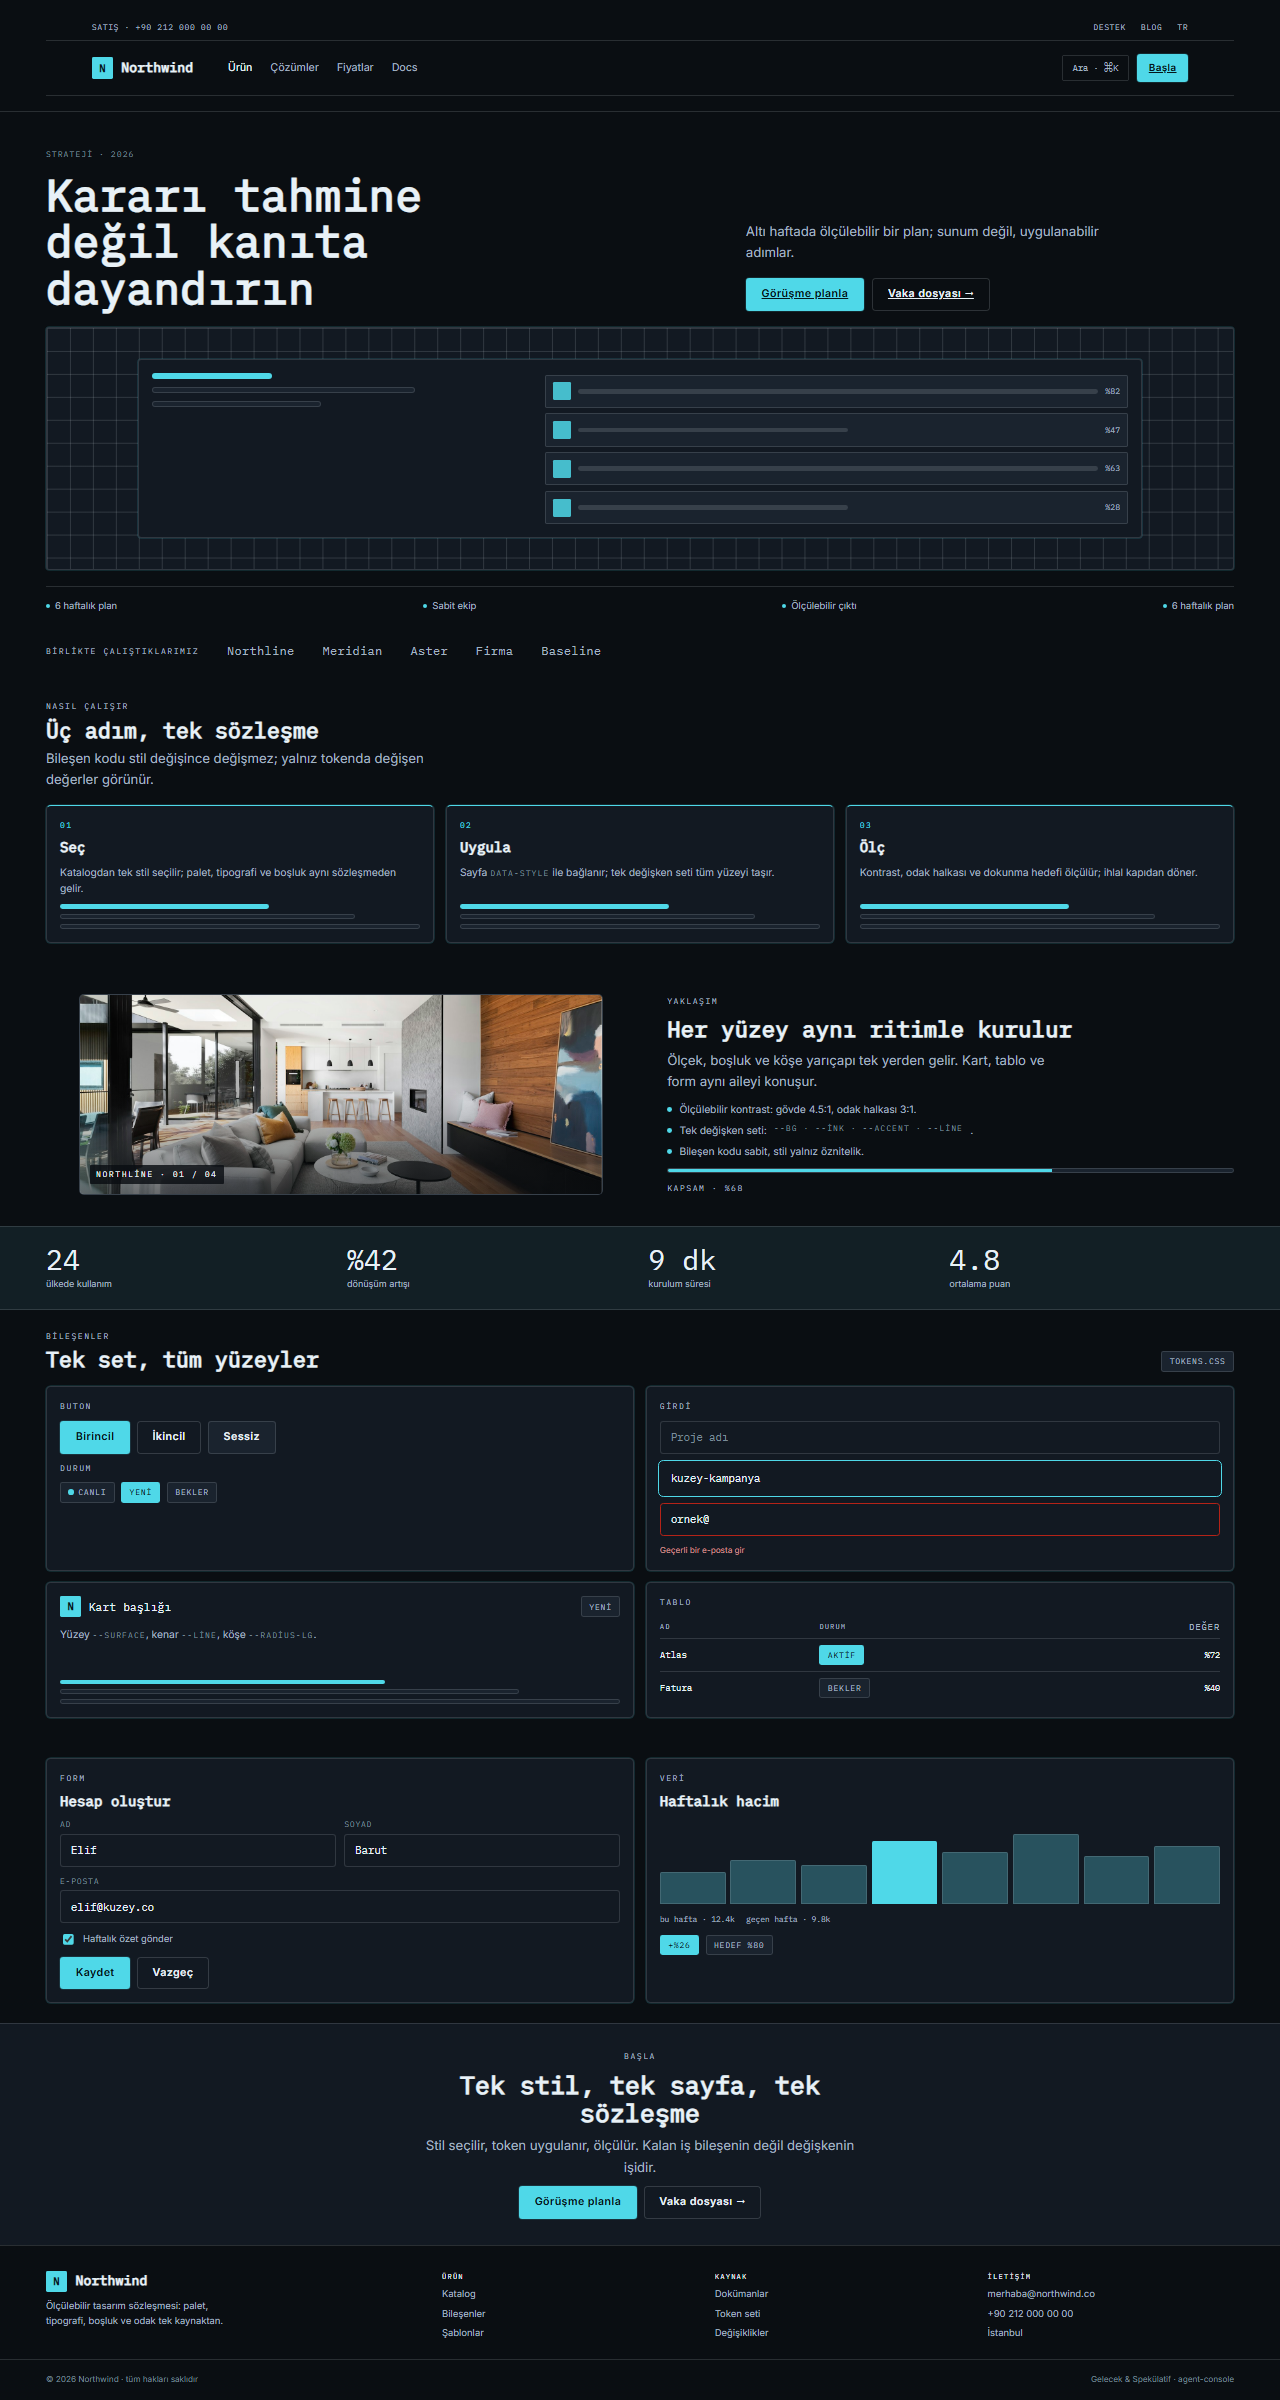 SATIŞ · +90 212 000 00 00
DESTEK BLOG TR
N Northwind Ürün Çözümler Fiyatlar Docs
Ara · ⌘K Başla
STRATEJİ · 2026
Kararı tahmine
değil kanıta
dayandırın
Altı haftada ölçülebilir bir plan; sunum değil, uygulanabilir
adımlar.
Görüşme planla Vaka dosyası →
%82
%47
%63
%28
6 haftalık plan Sabit ekip Ölçülebilir çıktı 6 haftalık plan
BİRLİKTE ÇALIŞTIKLARIMIZ Northline Meridian Aster Firma Baseline
NASIL ÇALIŞIR
Üç adım, tek sözleşme
Bileşen kodu stil değişince değişmez; yalnız tokenda değişen
değerler görünür.
01
Seç
Katalogdan tek stil seçilir; palet, tipografi ve boşluk aynı sözleşmeden
gelir.
02
Uygula
Sayfa DATA-STYLE ile bağlanır; tek değişken seti tüm yüzeyi taşır.
03
Ölç
Kontrast, odak halkası ve dokunma hedefi ölçülür; ihlal kapıdan döner.
NORTHLİNE · 01 / 04
YAKLAŞIM
Her yüzey aynı ritimle kurulur
Ölçek, boşluk ve köşe yarıçapı tek yerden gelir. Kart, tablo ve
form aynı aileyi konuşur.
Ölçülebilir kontrast: gövde 4.5:1, odak halkası 3:1.
Tek değişken seti: --BG · --İNK · --ACCENT · --LİNE .
Bileşen kodu sabit, stil yalnız öznitelik.
KAPSAM · %68
24
ülkede kullanım
%42
dönüşüm artışı
9 dk
kurulum süresi
4.8
ortalama puan
BİLEŞENLER
Tek set, tüm yüzeyler
TOKENS.CSS
BUTON
Birincil İkincil Sessiz
DURUM
CANLI YENİ BEKLER
GİRDİ
Proje adı
kuzey-kampanya
ornek@
Geçerli bir e-posta gir
N Kart başlığı YENİ
Yüzey --SURFACE, kenar --LİNE, köşe --RADİUS-LG.
TABLO
AD DURUM DEĞER
Atlas AKTİF %72
Fatura BEKLER %40
FORM
Hesap oluştur
AD SOYAD
Elif Barut
E-POSTA
elif@kuzey.co
Haftalık özet gönder
Kaydet Vazgeç
VERİ
Haftalık hacim
bu hafta · 12.4k geçen hafta · 9.8k
+%26 HEDEF %80
BAŞLA
Tek stil, tek sayfa, tek
sözleşme
Stil seçilir, token uygulanır, ölçülür. Kalan iş bileşenin değil değişkenin
işidir.
Görüşme planla Vaka dosyası →
N Northwind
Ölçülebilir tasarım sözleşmesi: palet,
tipografi, boşluk ve odak tek kaynaktan.
ÜRÜN
Katalog
Bileşenler
Şablonlar
KAYNAK
Dokümanlar
Token seti
Değişiklikler
İLETİŞİM
merhaba@northwind.co
+90 212 000 00 00
İstanbul
© 2026 Northwind · tüm hakları saklıdır
Gelecek & Spekülatif · agent-console